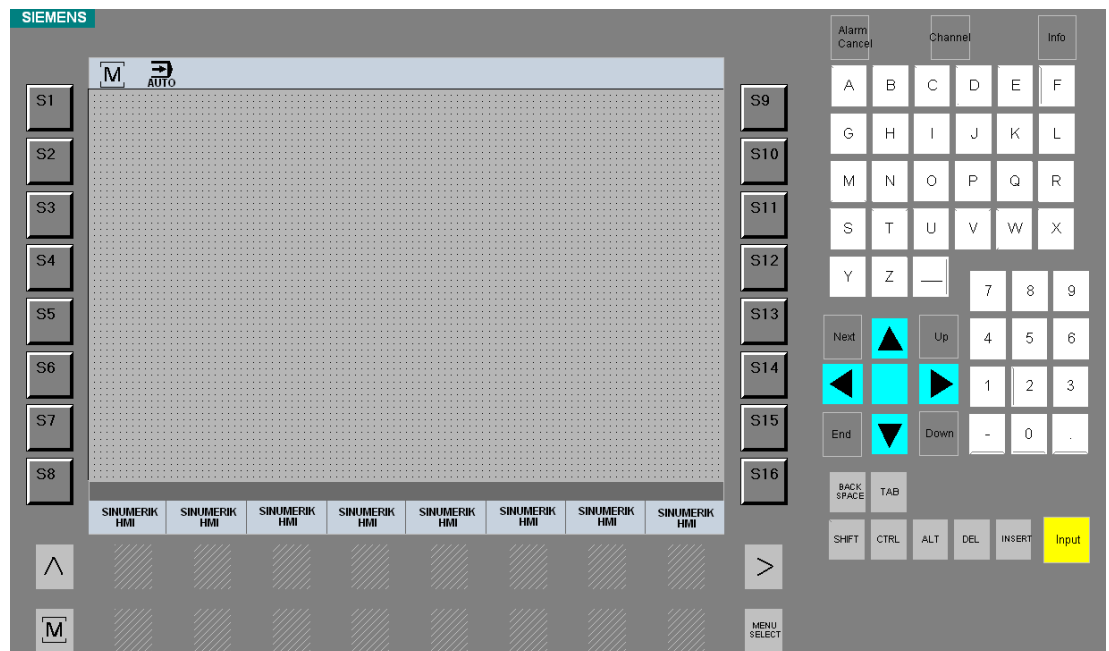 SIEMENS
Alarm
Cancel
Channel
Info
M
AUTO
S1
S2
S3
S4
S5
S6
S7
S8
S9
S10
S11
S12
S13
S14
S15
S16
A B C D E F
G H I J K L
M N O P Q R
S T U V W X
Y Z __
7 8 9
4 5 6
1 2 3
- 0 .
Next
Up
End
Down
BACK
SPACE
TAB
SHIFT CTRL ALT DEL INSERT Input
SINUMERIK
HMI
SINUMERIK
HMI
SINUMERIK
HMI
SINUMERIK
HMI
SINUMERIK
HMI
SINUMERIK
HMI
SINUMERIK
HMI
SINUMERIK
HMI
^
>
M
MENU
SELECT